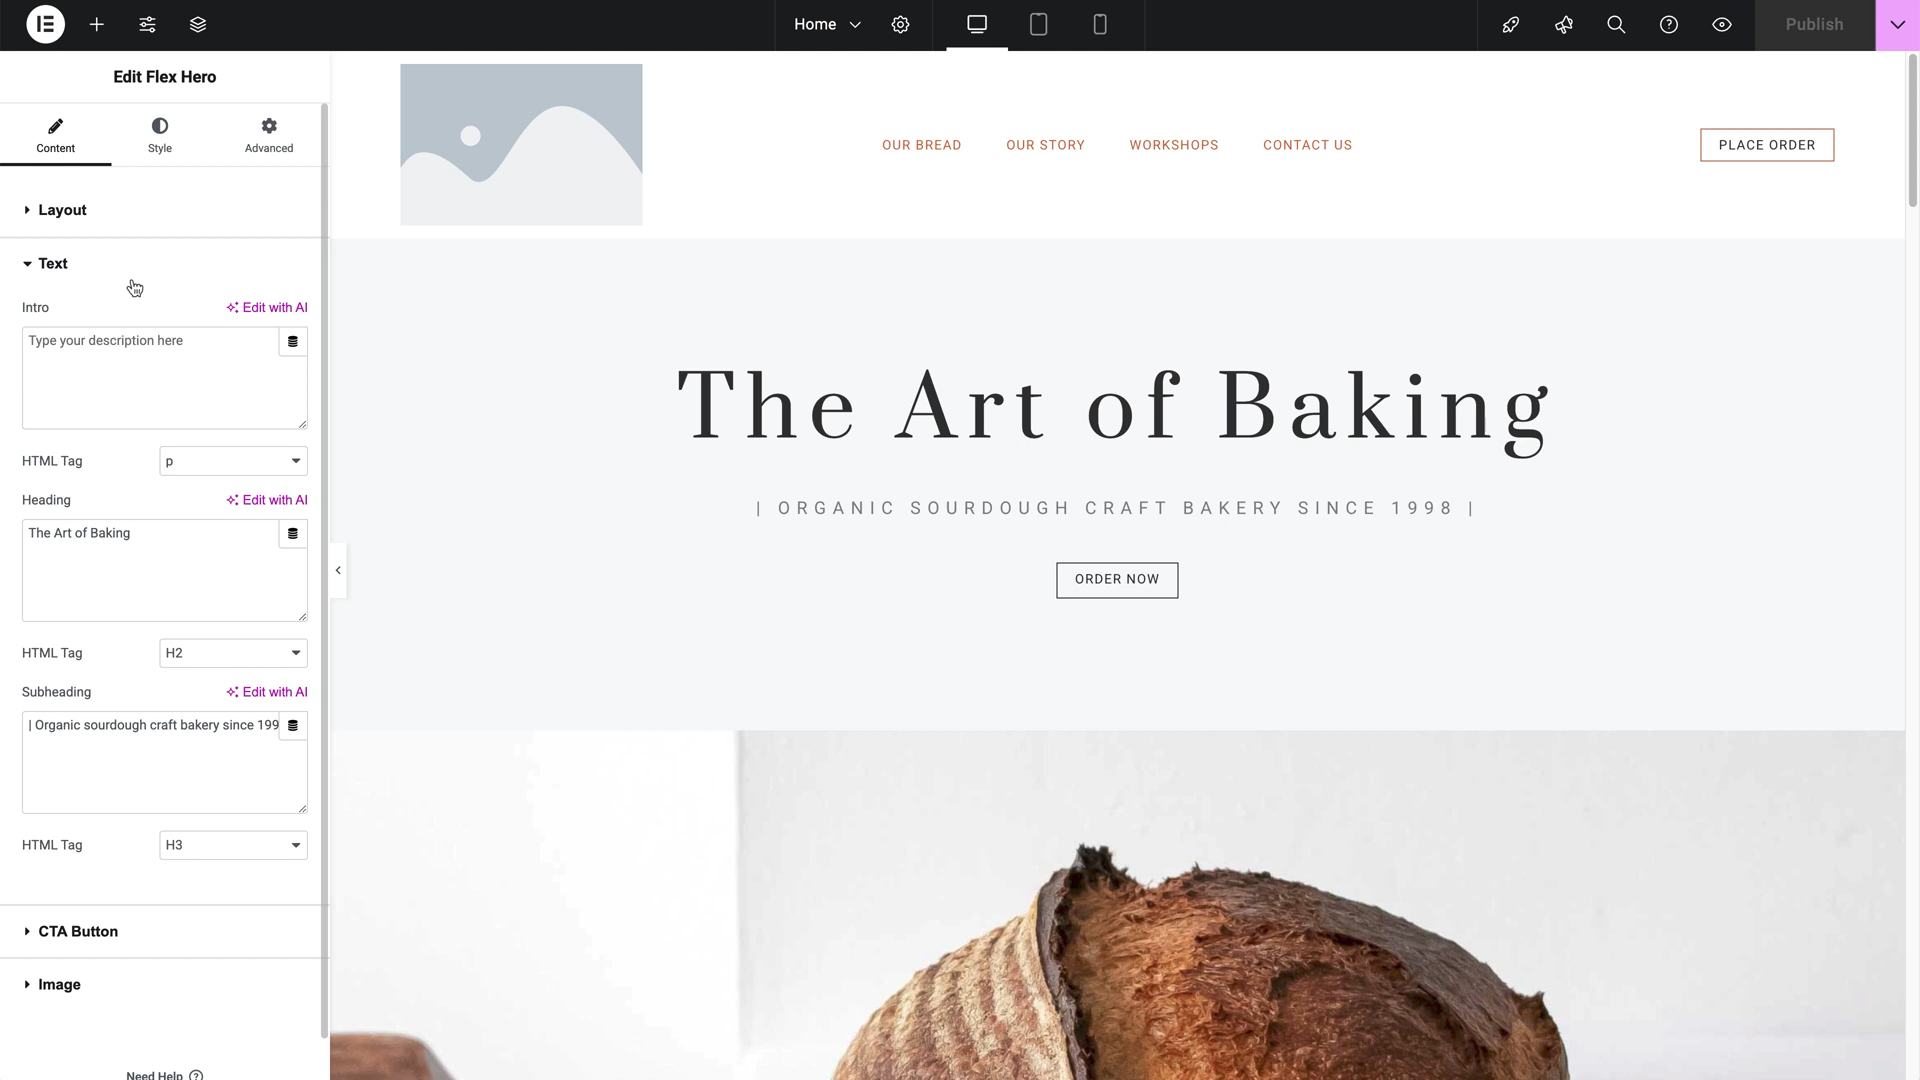 Home
Publish
Edit Flex Hero
Content
Style
Advanced
Layout
Text
Intro
Edit with AI
Type your description here
HTML Tag
p
Heading
Edit with AI
The Art of Baking
HTML Tag
H2
Subheading
Edit with AI
| Organic sourdough craft bakery since 199
HTML Tag
H3
CTA Button
Image
Need Help
OUR BREAD
OUR STORY
WORKSHOPS
CONTACT US
PLACE ORDER
The Art of Baking
| ORGANIC SOURDOUGH CRAFT BAKERY SINCE 1998 |
ORDER NOW